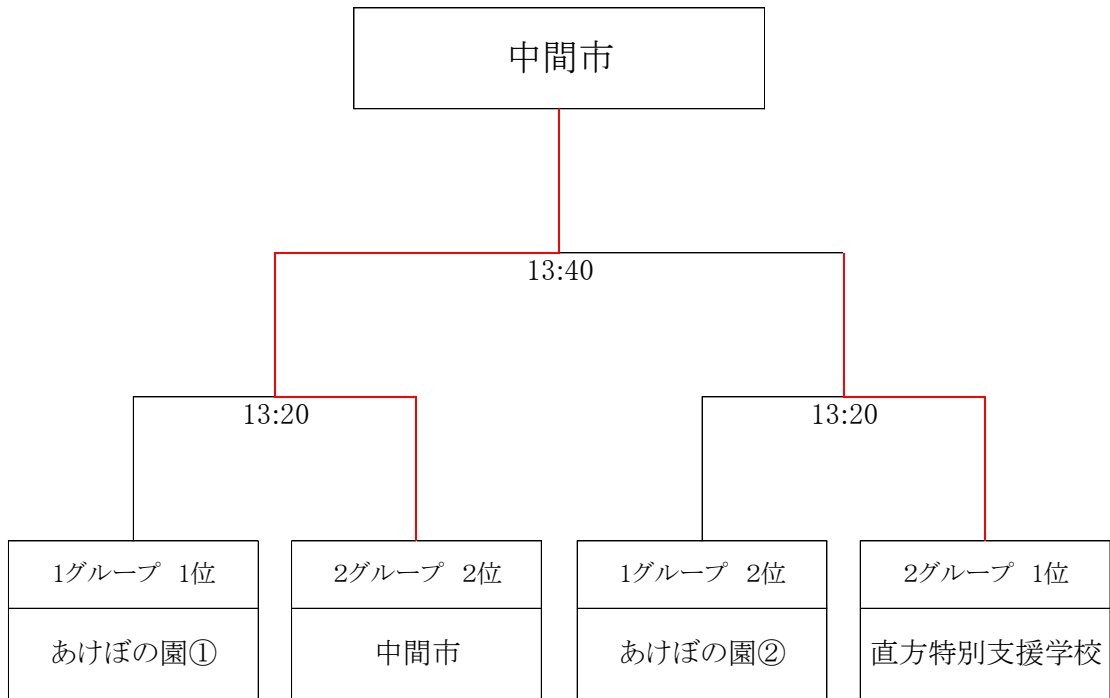 中間市
13:40
13:20
13:20
1グループ 1位
2グループ 2位
1グループ 2位
2グループ 1位
あけぼの園①
中間市
あけぼの園②
直方特別支援学校